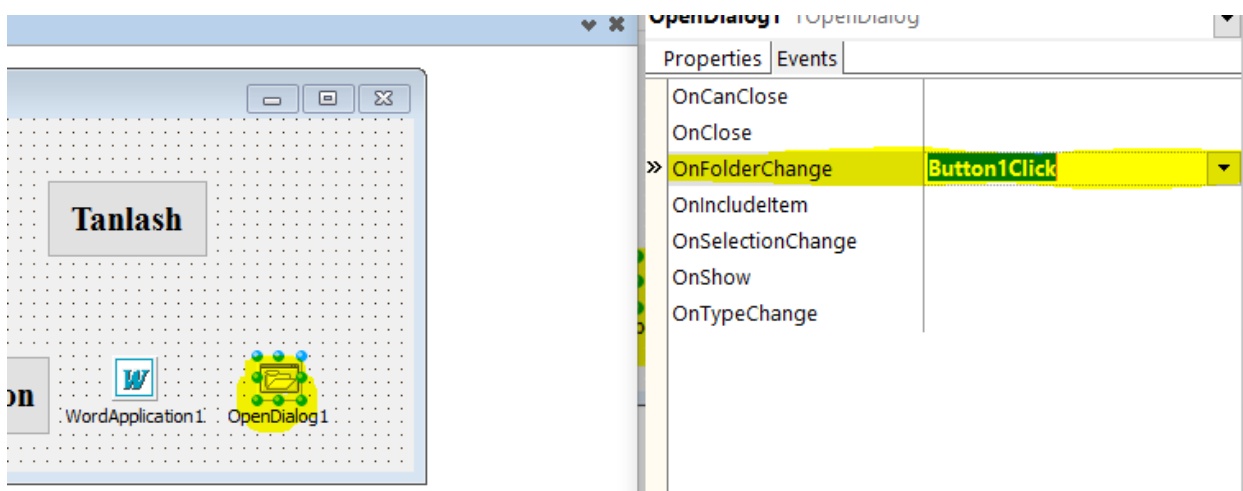 OpenDialog1 TOpenDialog
Properties Events
OnCanClose
OnClose
» OnFolderChange Button1Click
OnIncludeItem
OnSelectionChange
OnShow
OnTypeChange
Tanlash
on
W
WordApplication1
OpenDialog1